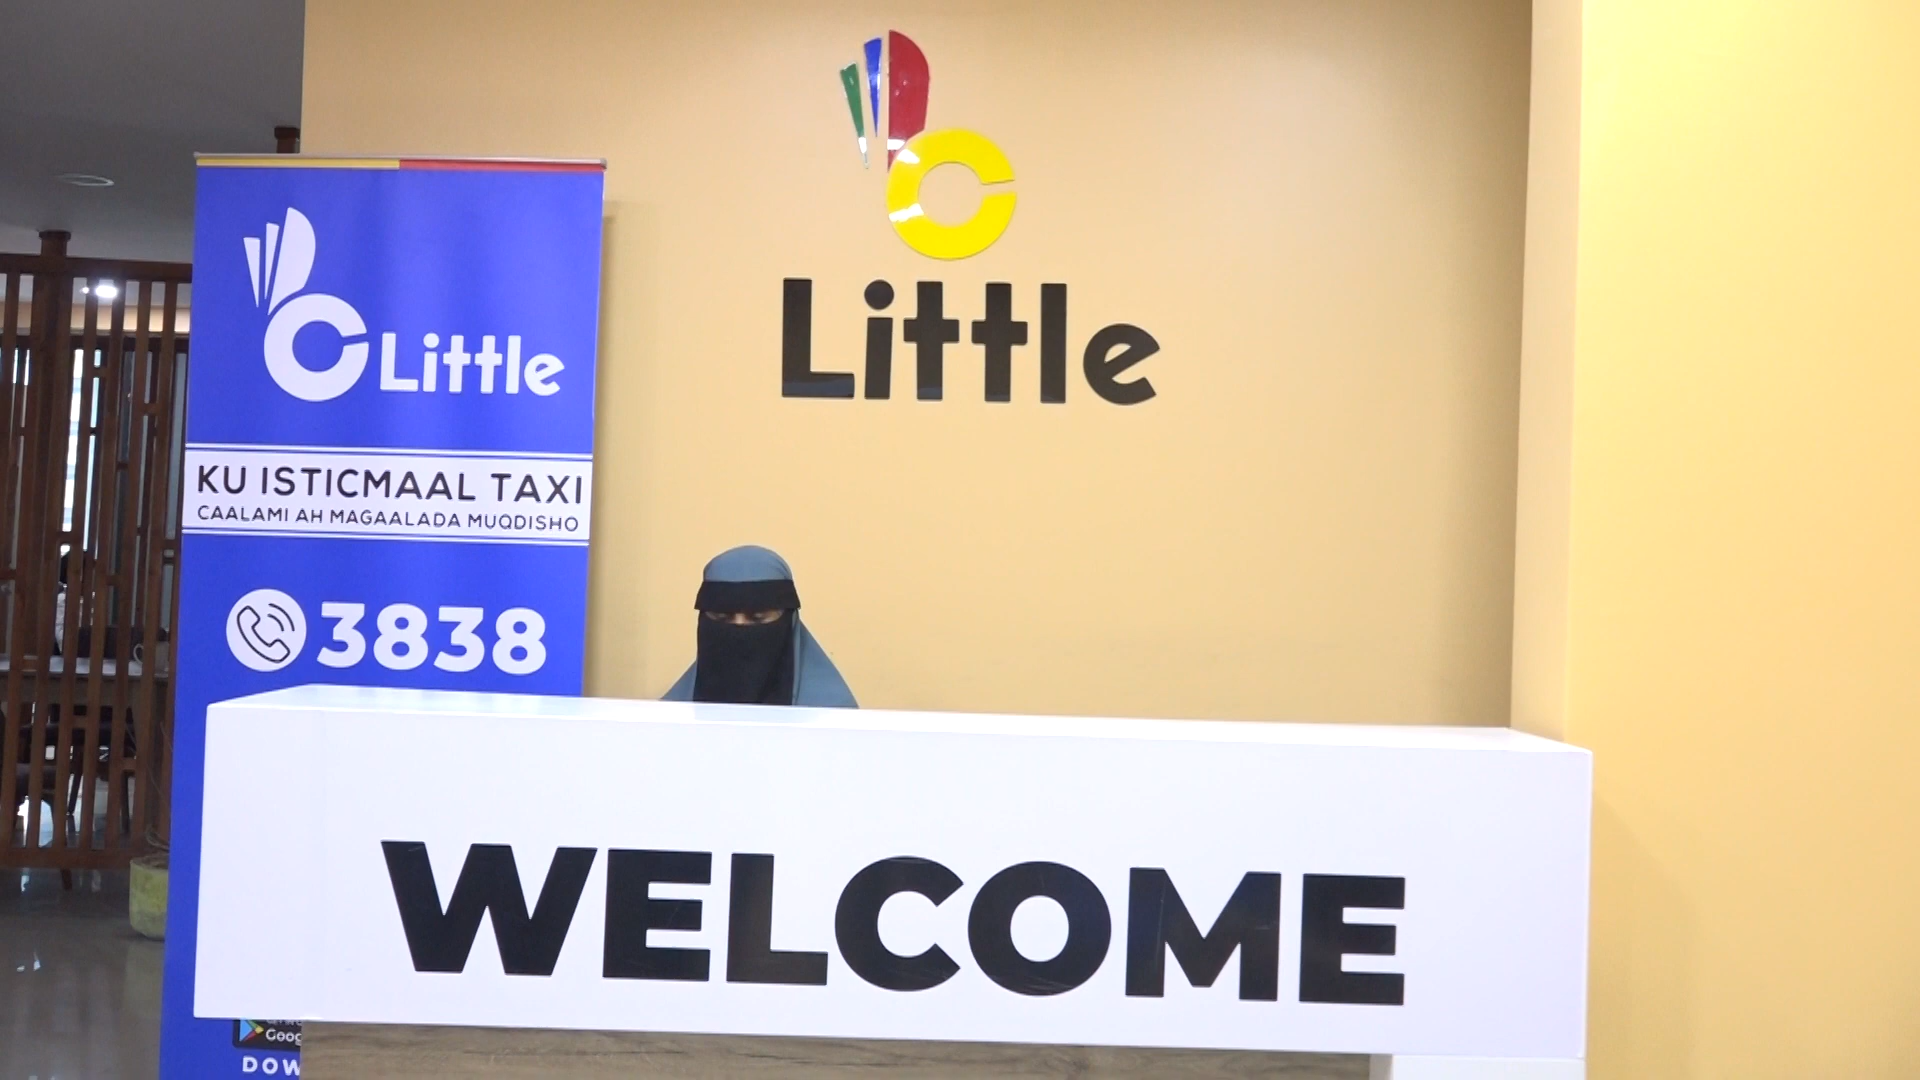 Little
KU ISTICMAAL TAXI
CAALAMI AH MAGAALADA MUQDISHO
3838
Little
WELCOME